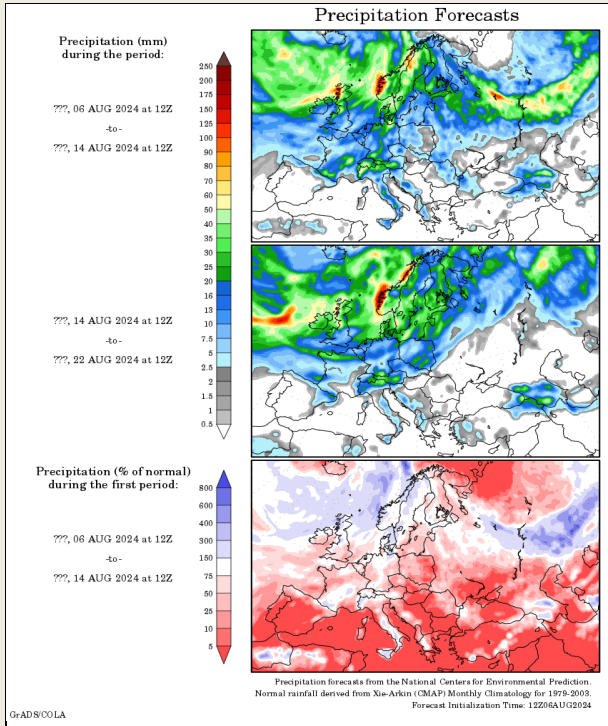 Precipitation Forecasts
Precipitation (mm)
during the period:
???, 06 AUG 2024 at 12Z
-to-
???, 14 AUG 2024 at 12Z
250
200
175
150
125
100
90
80
70
60
50
40
35
30
25
20
16
13
10
7.5
5
2.5
2
1.5
1
0.5
???, 14 AUG 2024 at 12Z
-to-
???, 22 AUG 2024 at 12Z
Precipitation (% of normal)
during the first period:
800
600
400
300
150
75
50
25
10
5
???, 06 AUG 2024 at 12Z
-to-
???, 14 AUG 2024 at 12Z
Precipitation forecasts from the National Centers for Environmental Prediction.
Normal rainfall derived from Xie-Arkin (CMAP) Monthly Climatology for 1979-2003.
Forecast Initialization Time: 12Z06AUG2024
GrADS/COLA